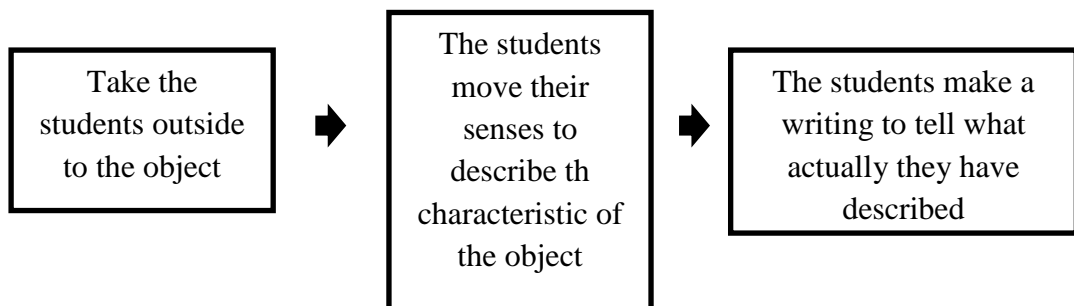 Take the
students outside
to the object
The students
move their
senses to
describe th
characteristic of
the object
The students make a
writing to tell what
actually they have
described